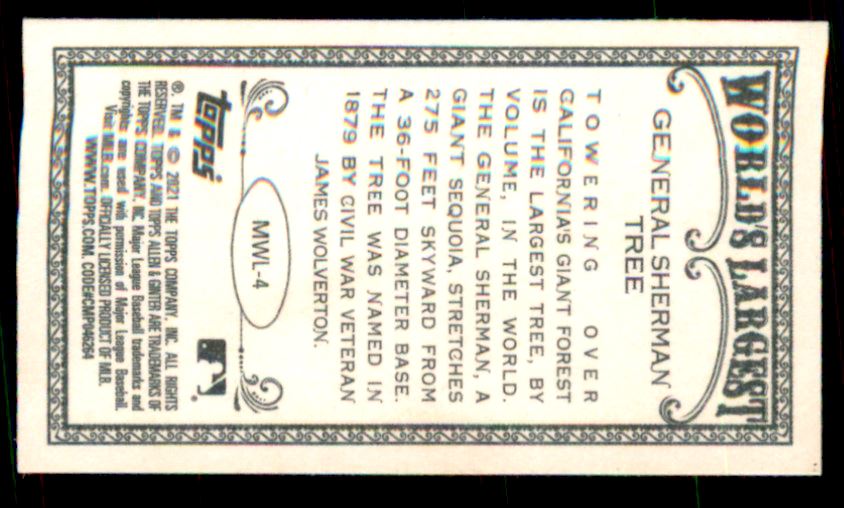 WORLD'S LARGEST
GENERAL SHERMAN
TREE
TOWERING OVER
CALIFORNIA'S GIANT FOREST
IS THE LARGEST TREE, BY
VOLUME, IN THE WORLD.
THE GENERAL SHERMAN, A
GIANT SEQUOIA, STRETCHES
275 FEET SKYWARD FROM
A 36-FOOT DIAMETER BASE.
THE TREE WAS NAMED IN
1879 BY CIVIL WAR VETERAN
JAMES WOLVERTON.
MWL-4
topps
®, TM & © 2021 THE TOPPS COMPANY, INC. ALL RIGHTS
RESERVED. TOPPS AND TOPPS ALLEN & GINTER ARE TRADEMARKS OF
THE TOPPS COMPANY, INC. Major League Baseball trademarks and
copyrights are used with permission of Major League Baseball.
Visit MLB.com. OFFICIALLY LICENSED PRODUCT OF MLB.
WWW.TOPPS.COM. CODE#CMP046264